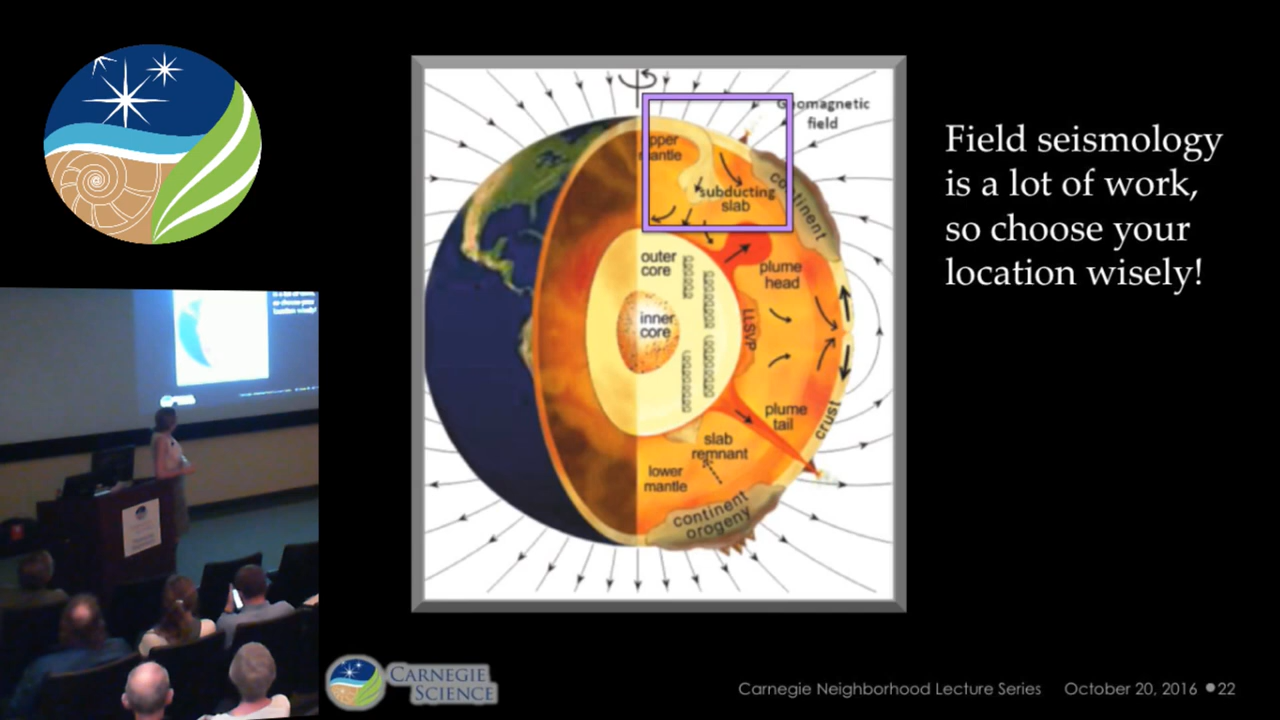 Geomagnetic
field
upper
mantle
subducting
slab
continent
outer
core
plume
head
inner
core
LLSVP
plume
tail
crust
slab
remnant
lower
mantle
continent
orogeny
Field seismology
is a lot of work,
so choose your
location wisely!
CARNEGIE
SCIENCE
Carnegie Neighborhood Lecture Series October 20, 2016 22